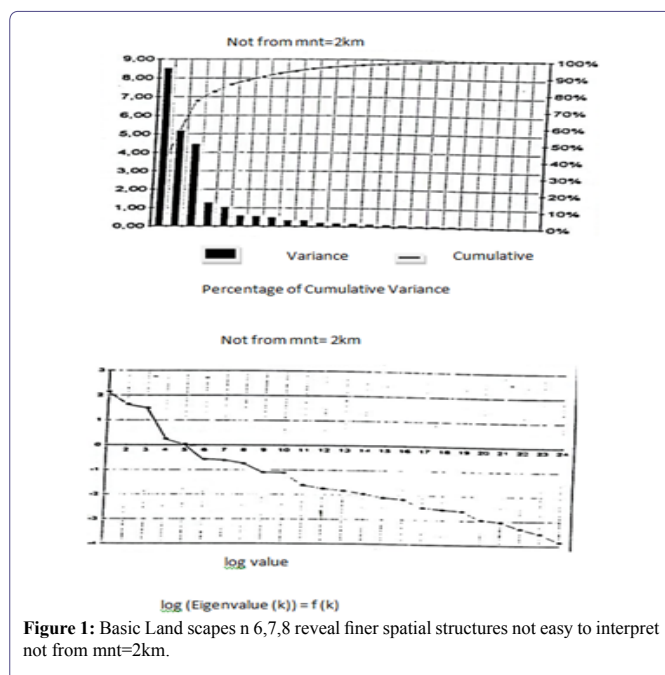 Not from mnt=2km
9,00
8,00
7,00
6,00
5,00
4,00
3,00
2,00
1,00
0,00
100%
90%
80%
70%
60%
50%
40%
30%
20%
10%
0%
Variance
Cumulative
Percentage of Cumulative Variance
Not from mnt= 2km
3
2
1
0
-1
-2
-3
-4
2 3 4 5 6 7 8 9 10 11 12 13 14 15 16 17 18 19 20 21 22 23 24
log value
log (Eigenvalue (k)) = f (k)
Figure 1: Basic Land scapes n 6,7,8 reveal finer spatial structures not easy to interpret
not from mnt=2km.